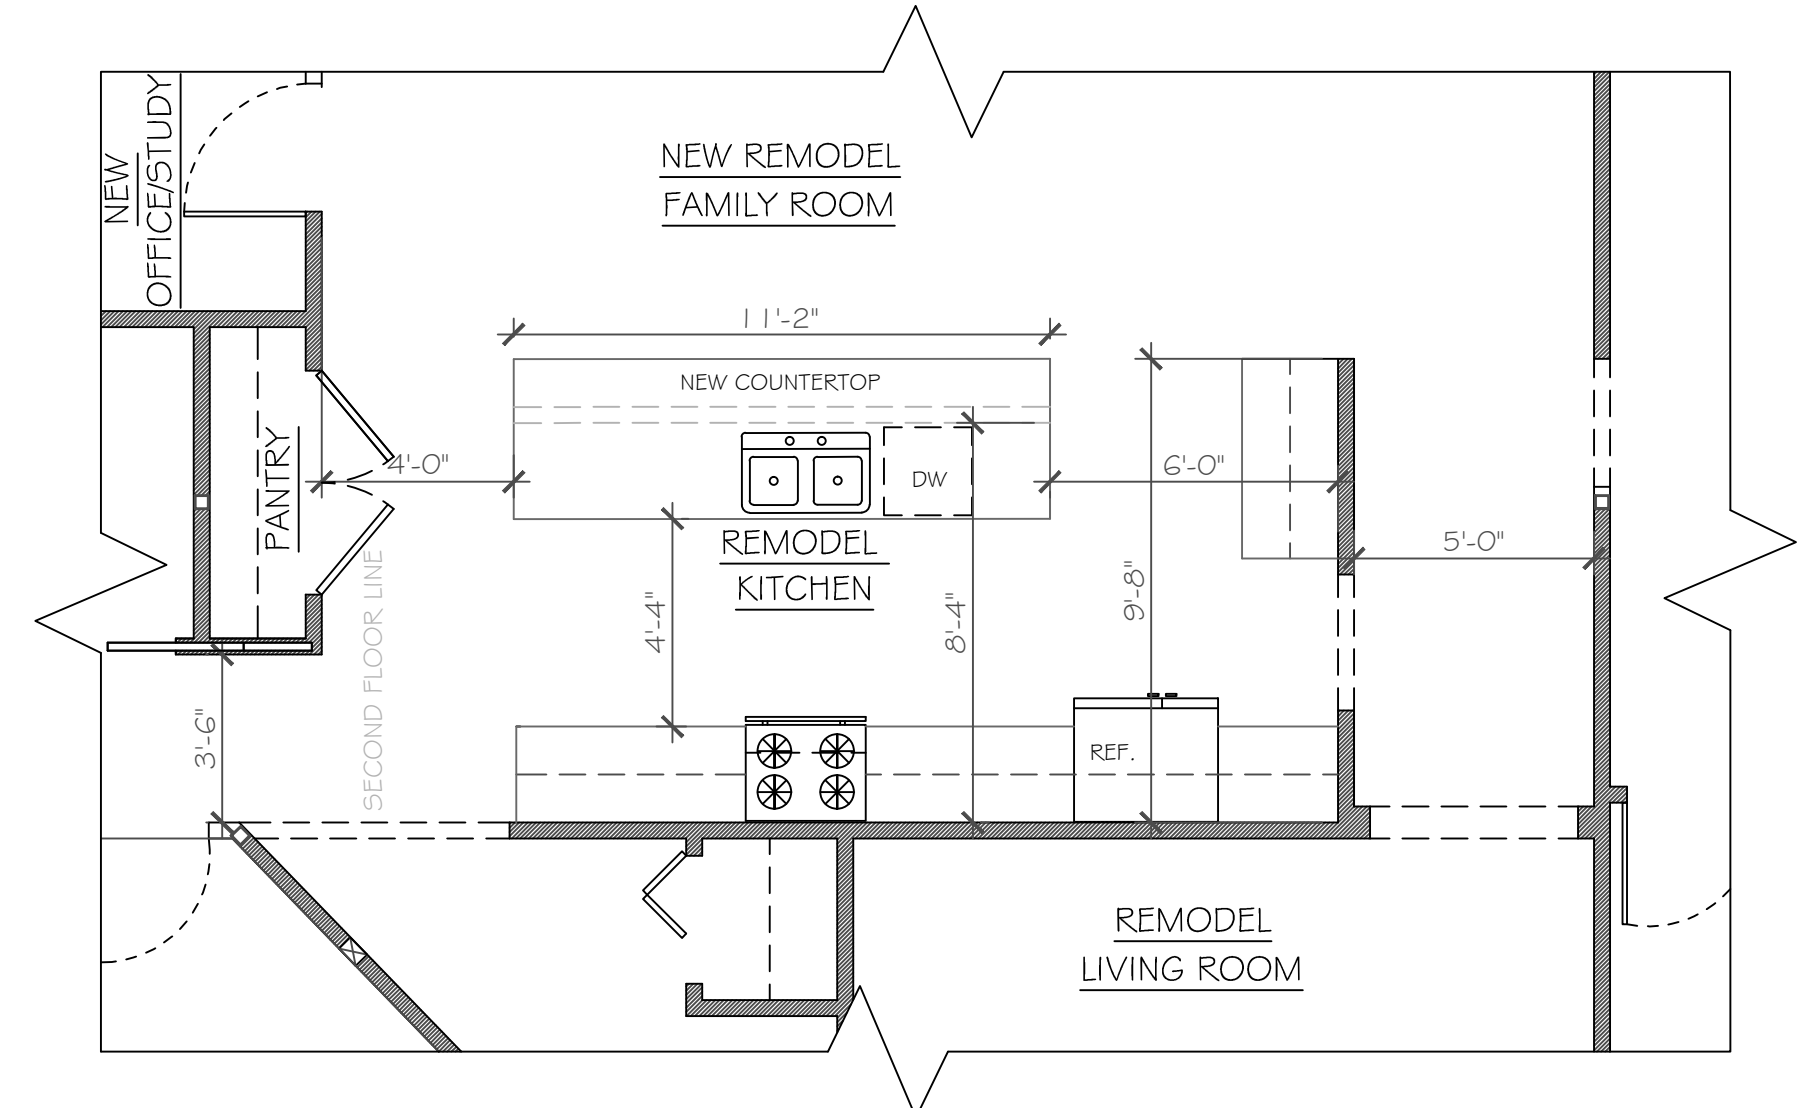 NEW
OFFICE/STUDY
NEW REMODEL
FAMILY ROOM
11'-2"
NEW COUNTERTOP
PANTRY
4'-0"
DW
6'-0"
5'-0"
REMODEL
KITCHEN
SECOND FLOOR LINE
4'-4"
8'-4"
9'-8"
3'-6"
REF.
REMODEL
LIVING ROOM